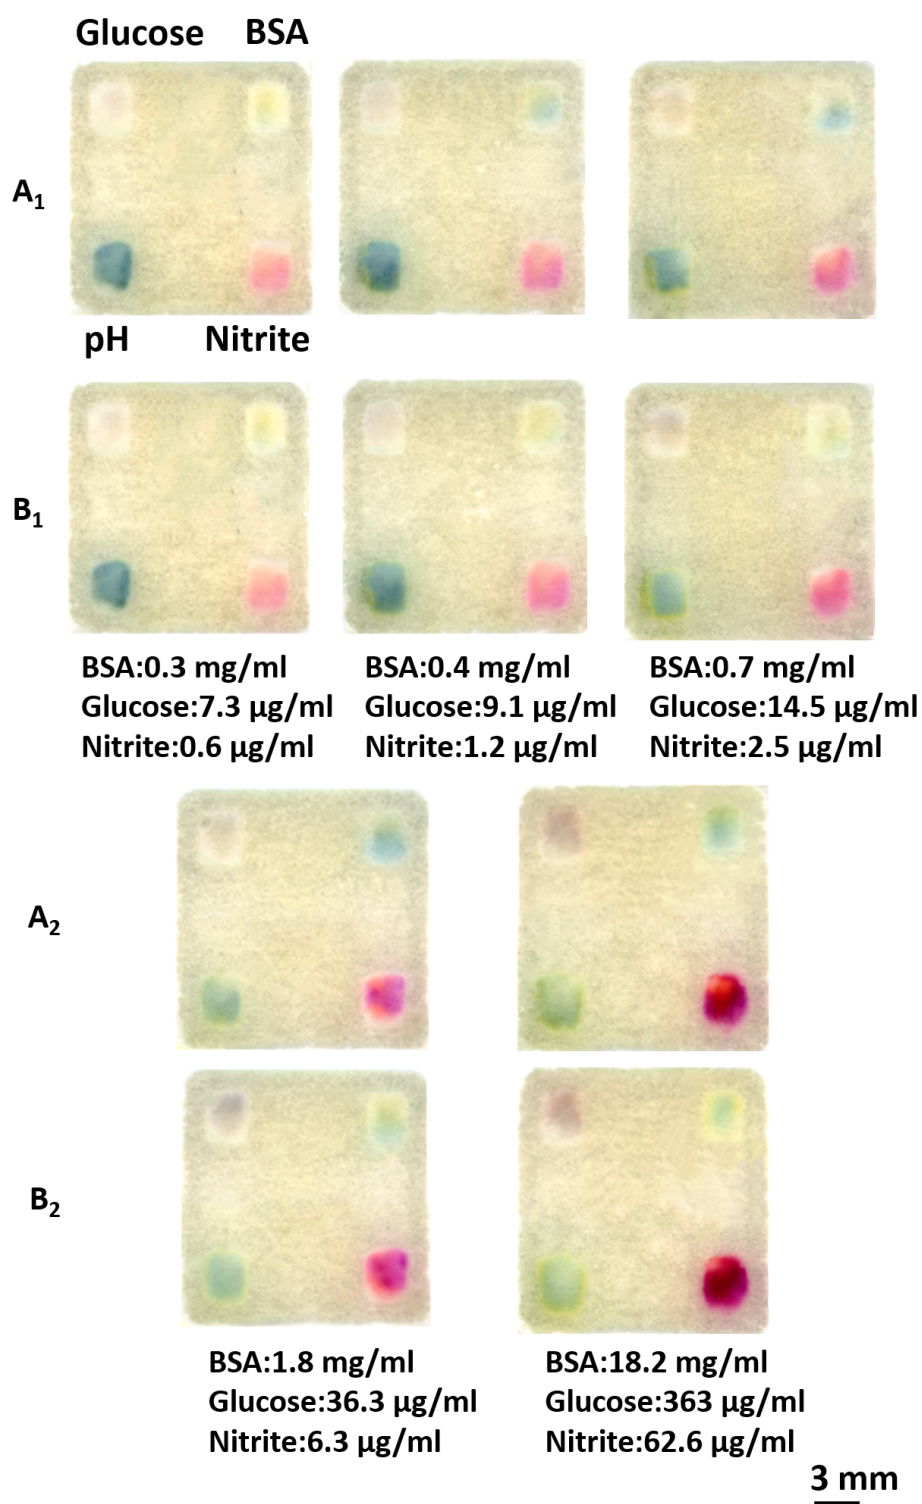 Glucose BSA
A₁
pH Nitrite
B₁
BSA:0.3 mg/ml BSA:0.4 mg/ml BSA:0.7 mg/ml
Glucose:7.3 µg/ml Glucose:9.1 µg/ml Glucose:14.5 µg/ml
Nitrite:0.6 µg/ml Nitrite:1.2 µg/ml Nitrite:2.5 µg/ml
A₂
B₂
BSA:1.8 mg/ml BSA:18.2 mg/ml
Glucose:36.3 µg/ml Glucose:363 µg/ml
Nitrite:6.3 µg/ml Nitrite:62.6 µg/ml
3 mm